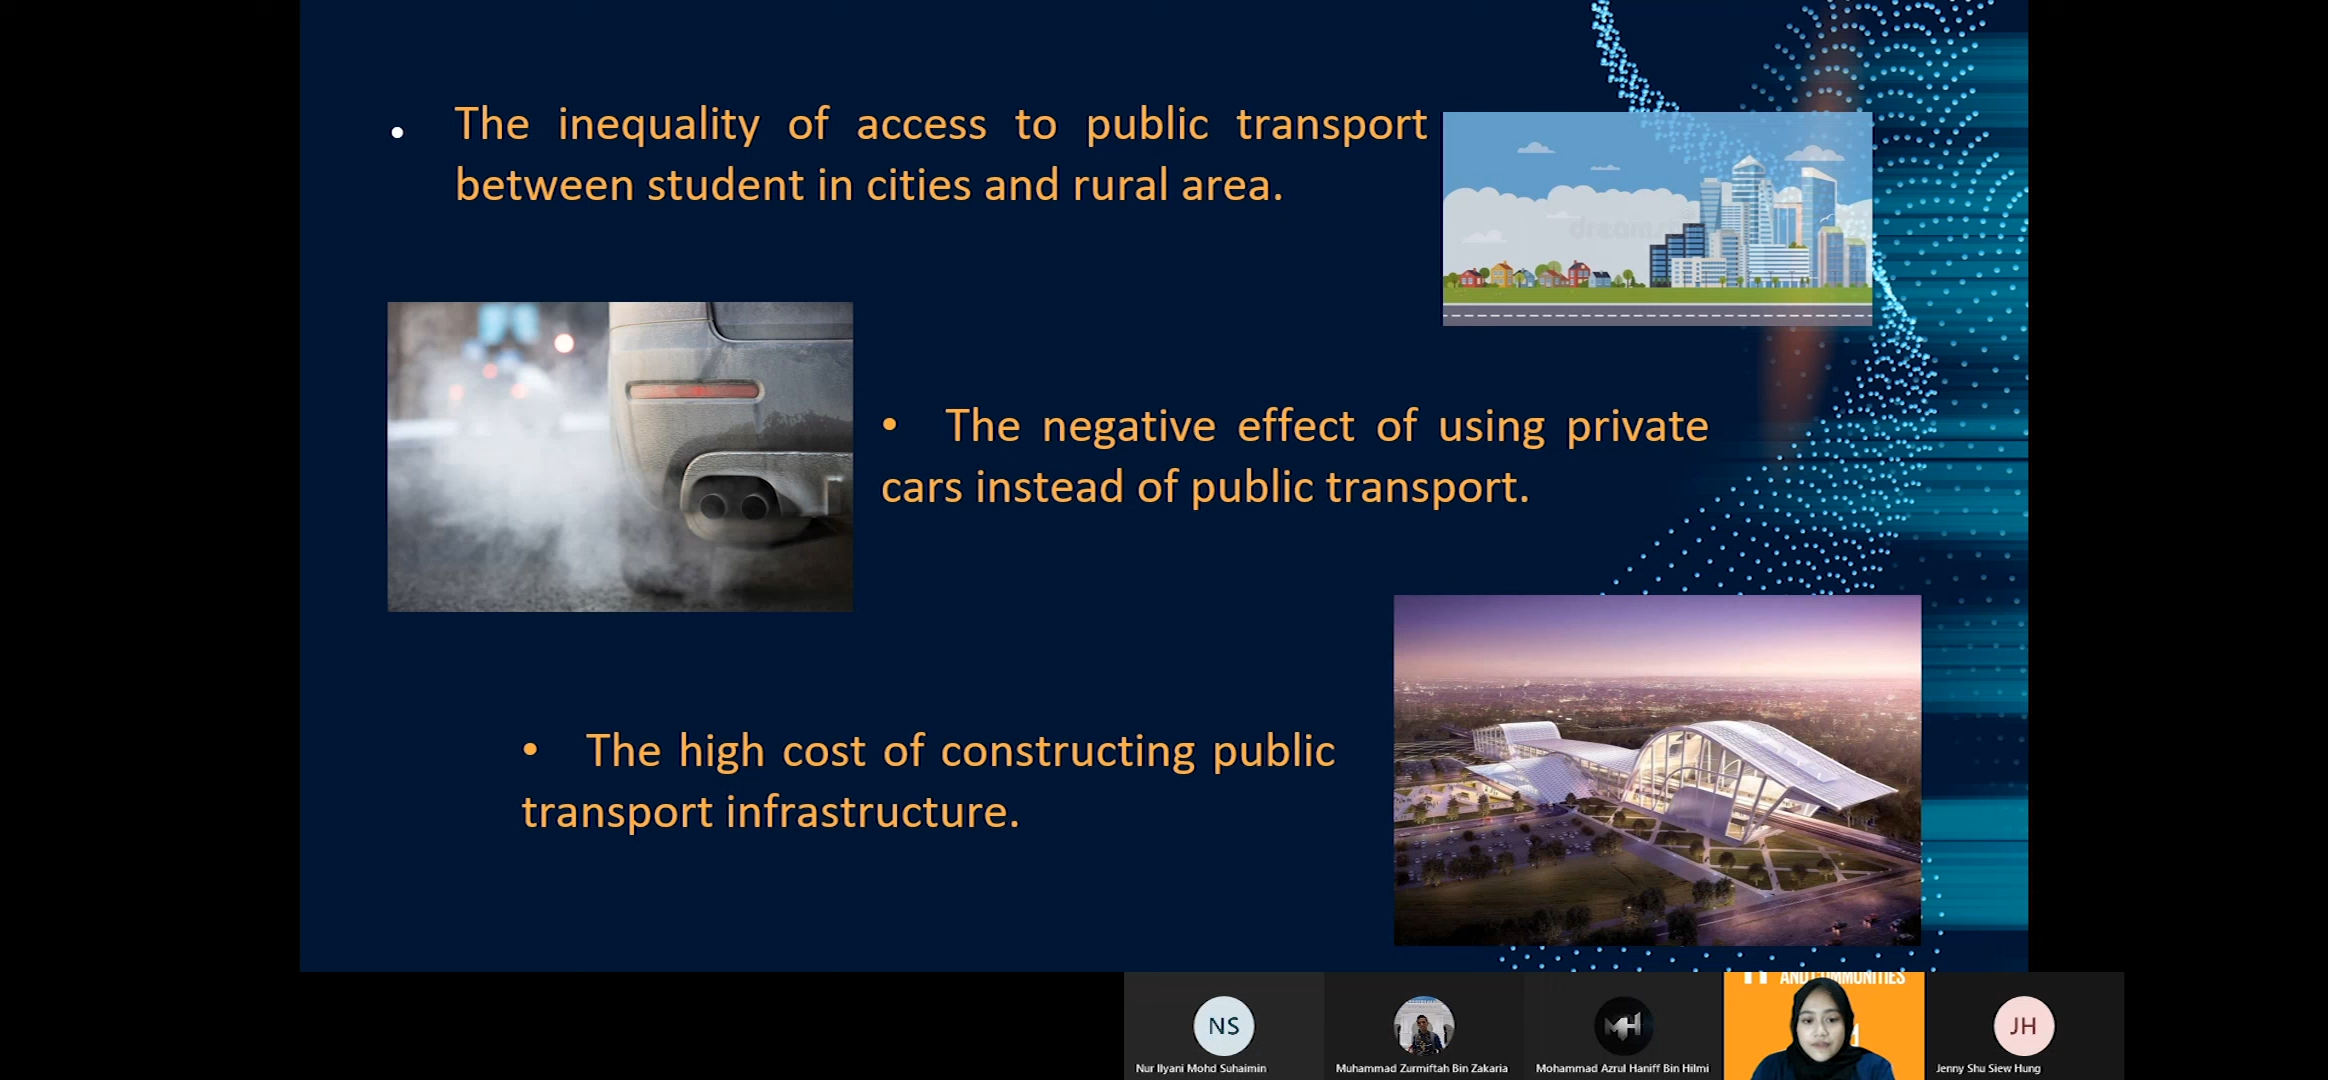 • The inequality of access to public transport
between student in cities and rural area.
• The negative effect of using private
cars instead of public transport.
• The high cost of constructing public
transport infrastructure.
AND COMMUNITIES
NS
MH
JH
Nur Ilyani Mohd Suhaimin
Muhammad Zurmiftah Bin Zakaria
Mohammad Azrul Haniff Bin Hilmi
Jenny Shu Siew Hung